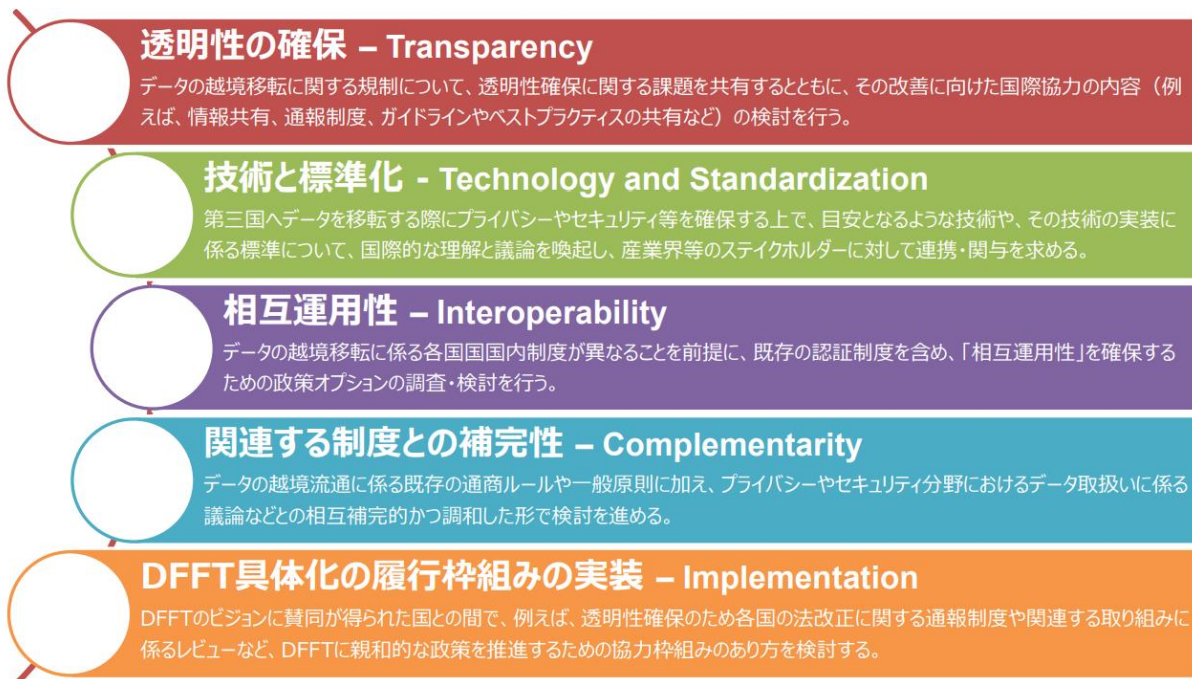 透明性の確保 – Transparency
データの越境移転に関する規制について、透明性確保に関する課題を共有するとともに、その改善に向けた国際協力の内容（例
えば、情報共有、通報制度、ガイドラインやベストプラクティスの共有など）の検討を行う。
技術と標準化 - Technology and Standardization
第三国へデータを移転する際にプライバシーやセキュリティ等を確保する上で、目安となるような技術や、その技術の実装に
係る標準について、国際的な理解と議論を喚起し、産業界等のステイクホルダーに対して連携・関与を求める。
相互運用性 – Interoperability
データの越境移転に係る各国国国内制度が異なることを前提に、既存の認証制度を含め、「相互運用性」を確保する
ための政策オプションの調査・検討を行う。
関連する制度との補完性 – Complementarity
データの越境流通に係る既存の通商ルールや一般原則に加え、プライバシーやセキュリティ分野におけるデータ取扱いに係る
議論などとの相互補完的かつ調和した形で検討を進める。
DFFT具体化の履行枠組みの実装 – Implementation
DFFTのビジョンに賛同が得られた国との間で、例えば、透明性確保のため各国の法改正に関する通報制度や関連する取り組みに
係るレビューなど、DFFTに親和的な政策を推進するための協力枠組みのあり方を検討する。